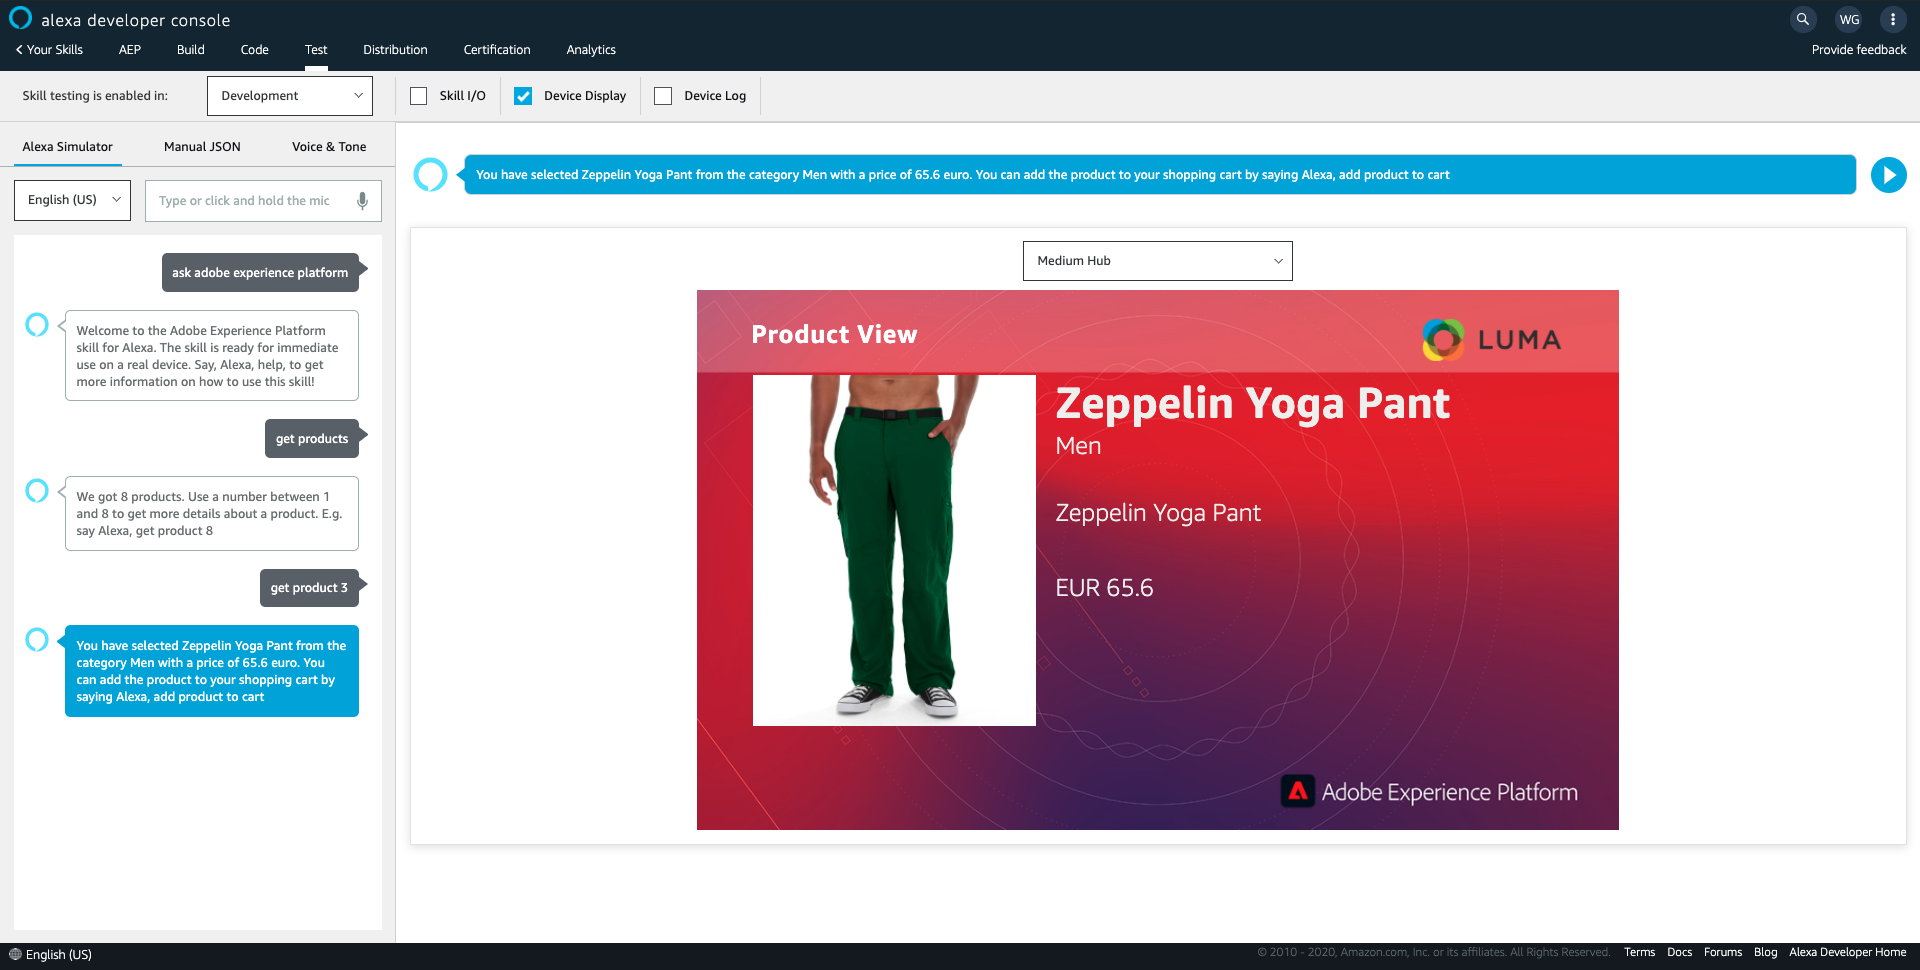 alexa developer console
WG
Your Skills
AEP
Build
Code
Test
Distribution
Certification
Analytics
Provide feedback
Skill testing is enabled in:
Development
Skill I/O
Device Display
Device Log
Alexa Simulator
Manual JSON
Voice & Tone
English (US)
Type or click and hold the mic
ask adobe experience platform
Welcome to the Adobe Experience Platform
skill for Alexa. The skill is ready for immediate
use on a real device. Say, Alexa, help, to get
more information on how to use this skill!
get products
We got 8 products. Use a number between 1
and 8 to get more details about a product. E.g.
say Alexa, get product 8
get product 3
You have selected Zeppelin Yoga Pant from the
category Men with a price of 65.6 euro. You
can add the product to your shopping cart by
saying Alexa, add product to cart
You have selected Zeppelin Yoga Pant from the category Men with a price of 65.6 euro. You can add the product to your shopping cart by saying Alexa, add product to cart
Medium Hub
Product View
LUMA
Zeppelin Yoga Pant
Men
Zeppelin Yoga Pant
EUR 65.6
Adobe Experience Platform
English (US)
© 2010 - 2020, Amazon.com, Inc. or its affiliates. All Rights Reserved.
Terms
Docs
Forums
Blog
Alexa Developer Home